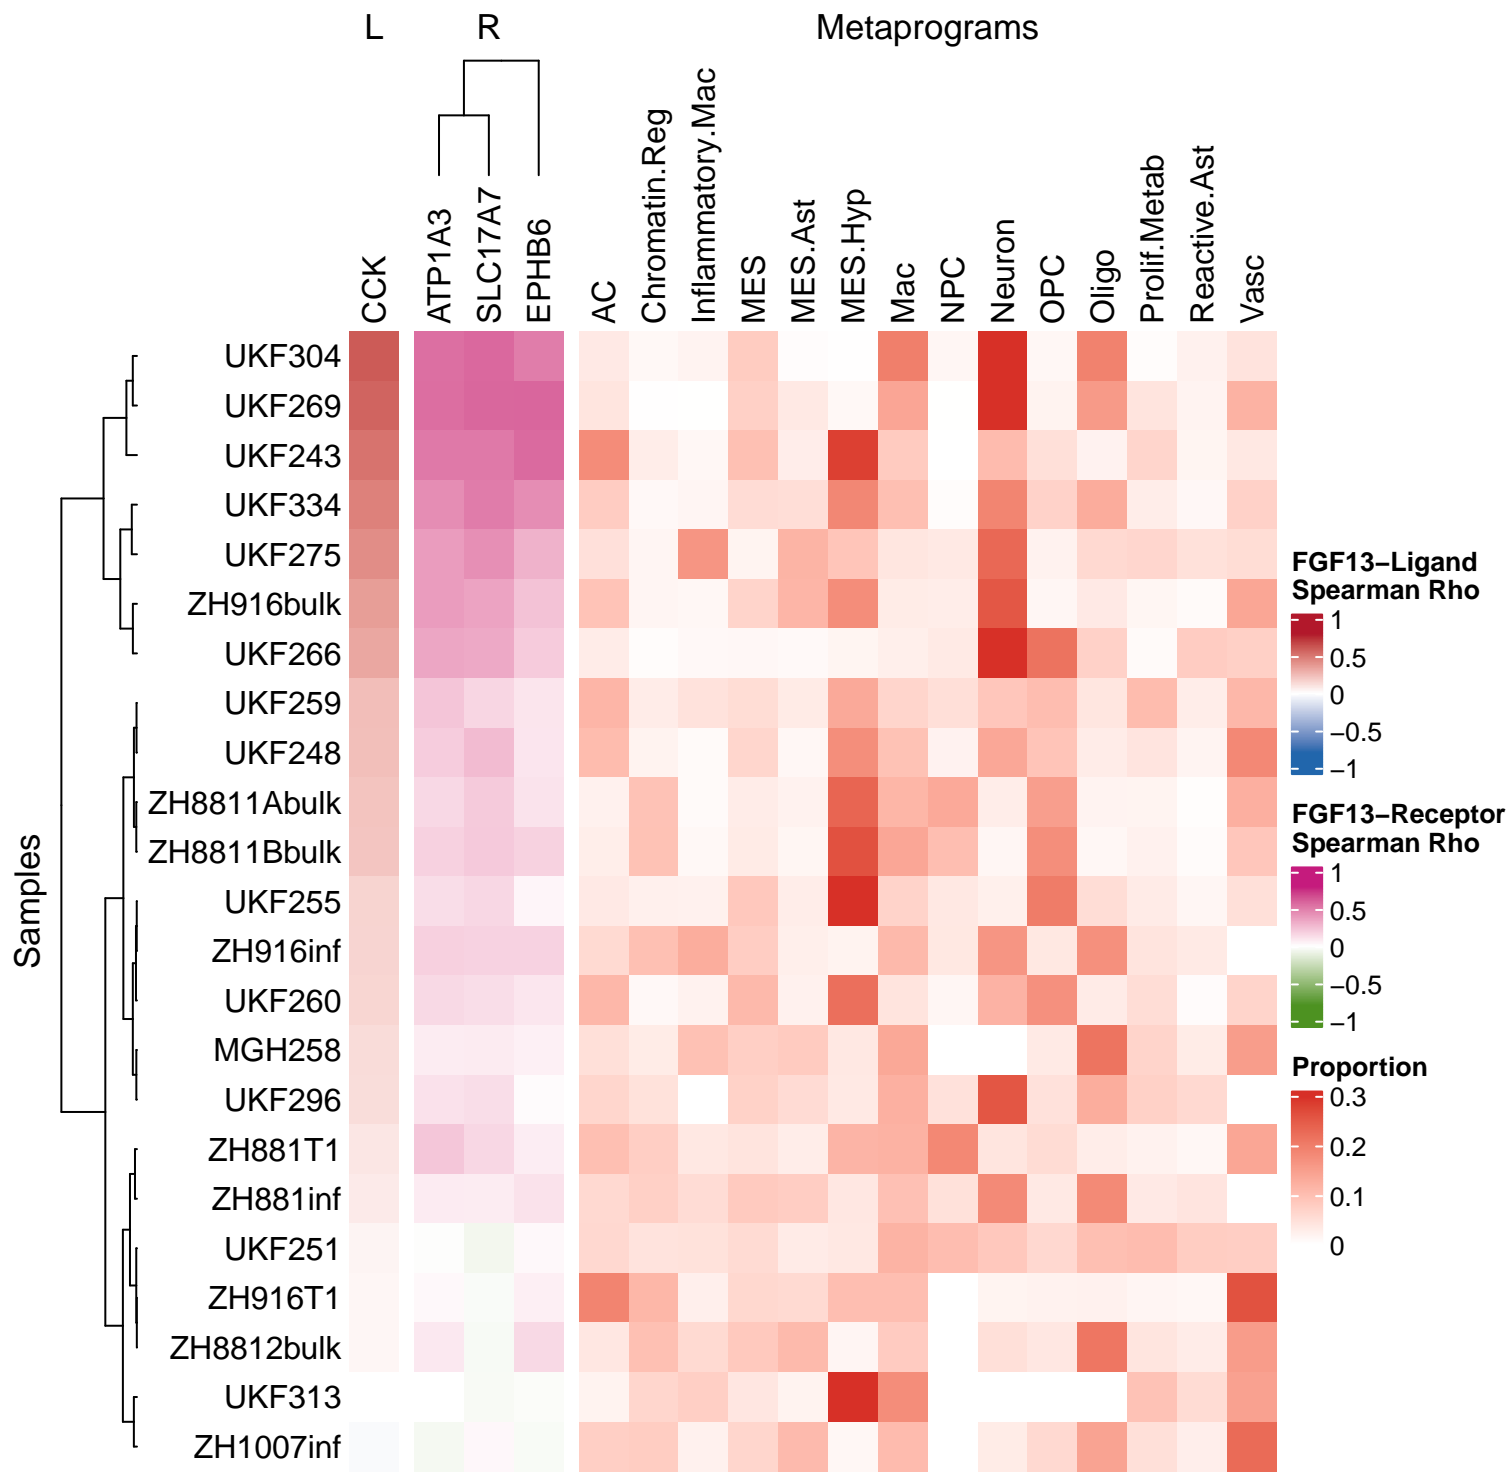 L
R
Metaprograms
CCK
ATP1A3
SLC17A7
EPHB6
AC
Chromatin.Reg
Inflammatory.Mac
MES
MES.Ast
MES.Hyp
Mac
NPC
Neuron
OPC
Oligo
Prolif.Metab
Reactive.Ast
Vasc
Samples
UKF304
UKF269
UKF243
UKF334
UKF275
ZH916bulk
UKF266
UKF259
UKF248
ZH8811Abulk
ZH8811Bbulk
UKF255
ZH916inf
UKF260
MGH258
UKF296
ZH881T1
ZH881inf
UKF251
ZH916T1
ZH8812bulk
UKF313
ZH1007inf
FGF13−Ligand
Spearman Rho
1
0.5
0
−0.5
−1
FGF13−Receptor
Spearman Rho
1
0.5
0
−0.5
−1
Proportion
0.3
0.2
0.1
0